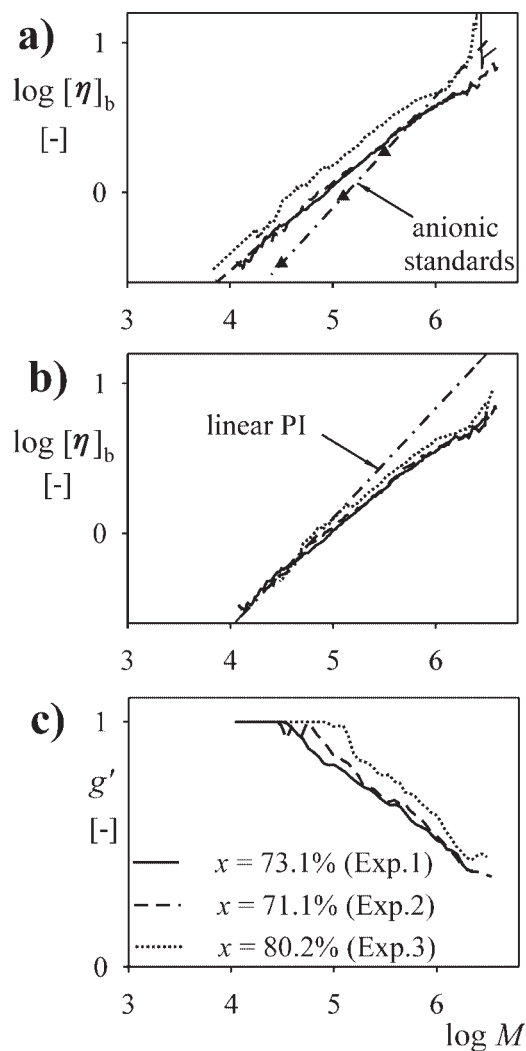 a)
1
log [η]b
[-]
0
anionic
standards
3 4 5 6
b)
1
log [η]b
[-]
linear PI
0
3 4 5 6
c)
1
g′
[-]
x = 73.1% (Exp.1)
x = 71.1% (Exp.2)
x = 80.2% (Exp.3)
0
3 4 5 6
log M